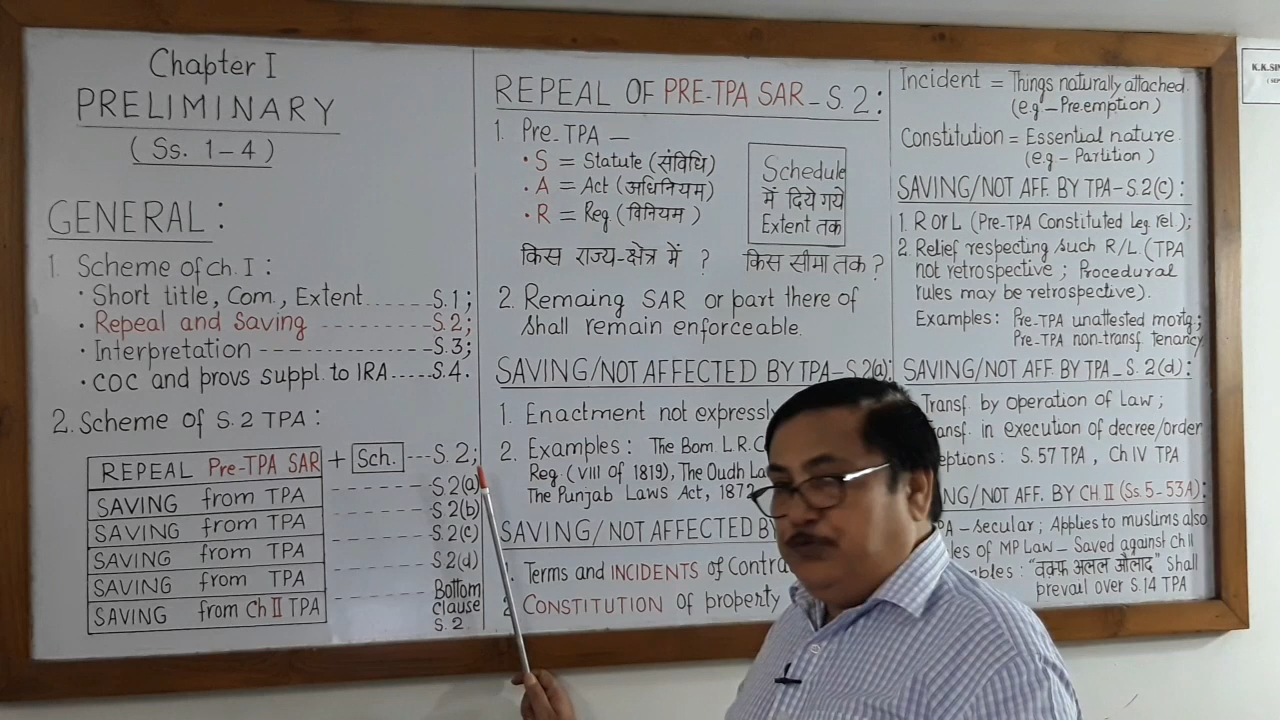 Chapter I
PRELIMINARY
(Ss. 1-4)
GENERAL:
1. Scheme of ch. I:
• Short title, Com., Extent......S.1;
• Repeal and Saving --------S.2;
• Interpretation ---------------S.3;
• COC and provs suppl. to IRA.....S.4.
2. Scheme of S.2 TPA:
REPEAL Pre-TPA SAR + Sch. ---S.2;
SAVING from TPA ------S.2(a)
SAVING from TPA ------S.2(b)
SAVING from TPA ------S.2(c)
SAVING from TPA ------S.2(d)
SAVING from Ch II TPA ------Bottom
clause
S.2
REPEAL OF PRE-TPA SAR-S.2:
1. Pre-TPA —
• S = Statute (संविधि)
• A = Act (अधिनियम)
• R = Reg (विनियम)
Schedule
में दिये गये
Extent तक
किस राज्य-क्षेत्र में ? किस सीमा तक ?
2. Remaing SAR or part there of
shall remain enforceable.
SAVING/NOT AFFECTED BY TPA-S.2(a):
1. Enactment not expressly
2. Examples: The Bom L.R.
Reg. (VIII of 1819), The Oudh
The Punjab Laws Act, 1872
SAVING/NOT AFFECTED
Terms and INCIDENTS of
CONSTITUTION of property
Incident = Things naturally attached.
(e.g-Pre.emption)
Constitution = Essential nature.
(e.g- Partition)
SAVING/NOT AFF. BY TPA-S.2(c):
1. R or L (Pre-TPA Constituted Leg. rel.);
2. Relief respecting such R/L (TPA
not retrospective; Procedural
rules may be retrospective).
Examples: Pre-TPA unattested mortg.;
Pre-TPA non-transf. Tenancy
SAVING/NOT AFF. BY TPA-S.2(d):
Transf. by operation of Law;
in execution of decree/order
: S.57 TPA, Ch IV TPA
NOT AFF. BY CH II (Ss.5-53A):
- secular; Applies to muslims also
of MP Law - Saved against Ch II
: "वक़्फ़ अलल औलाद" Shall
prevail over S.14 TPA